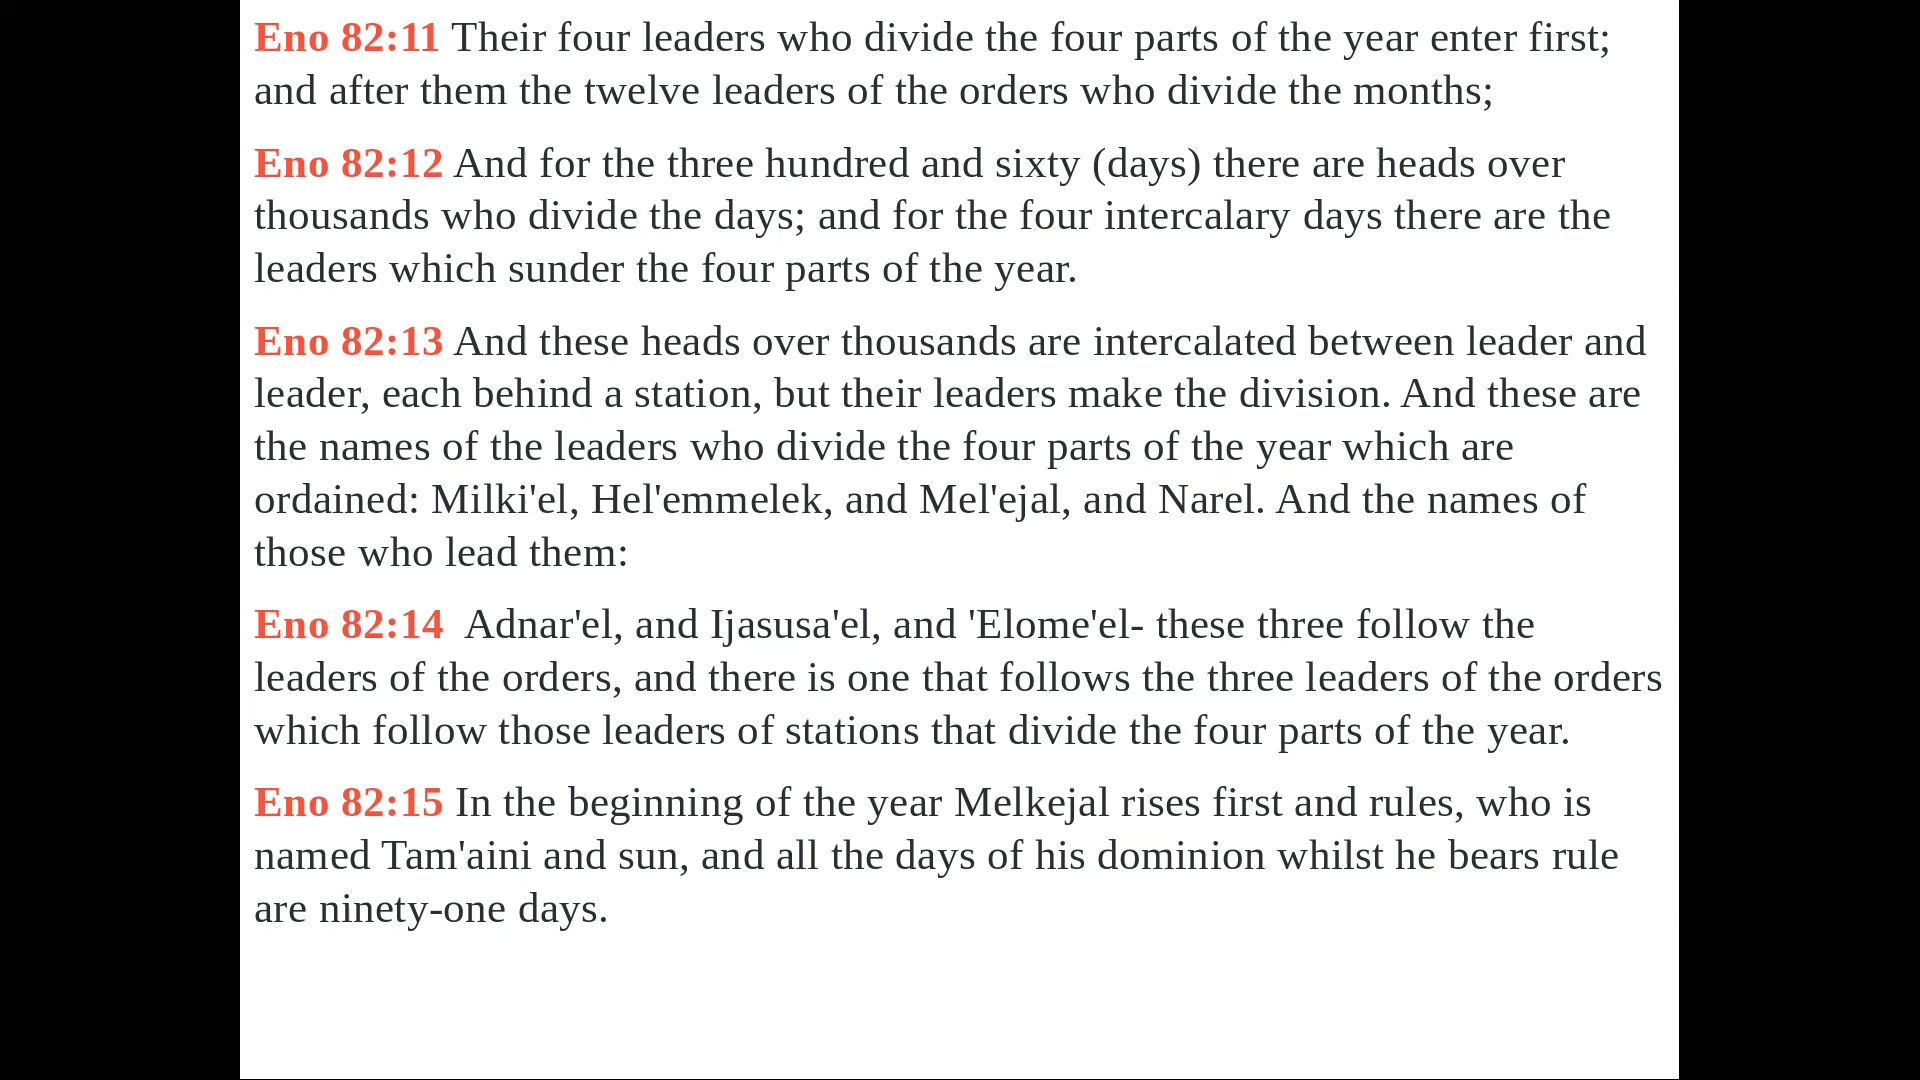 Eno 82:11 Their four leaders who divide the four parts of the year enter first;
and after them the twelve leaders of the orders who divide the months;
Eno 82:12 And for the three hundred and sixty (days) there are heads over
thousands who divide the days; and for the four intercalary days there are the
leaders which sunder the four parts of the year.
Eno 82:13 And these heads over thousands are intercalated between leader and
leader, each behind a station, but their leaders make the division. And these are
the names of the leaders who divide the four parts of the year which are
ordained: Milki'el, Hel'emmelek, and Mel'ejal, and Narel. And the names of
those who lead them:
Eno 82:14  Adnar'el, and Ijasusa'el, and 'Elome'el- these three follow the
leaders of the orders, and there is one that follows the three leaders of the orders
which follow those leaders of stations that divide the four parts of the year.
Eno 82:15 In the beginning of the year Melkejal rises first and rules, who is
named Tam'aini and sun, and all the days of his dominion whilst he bears rule
are ninety-one days.